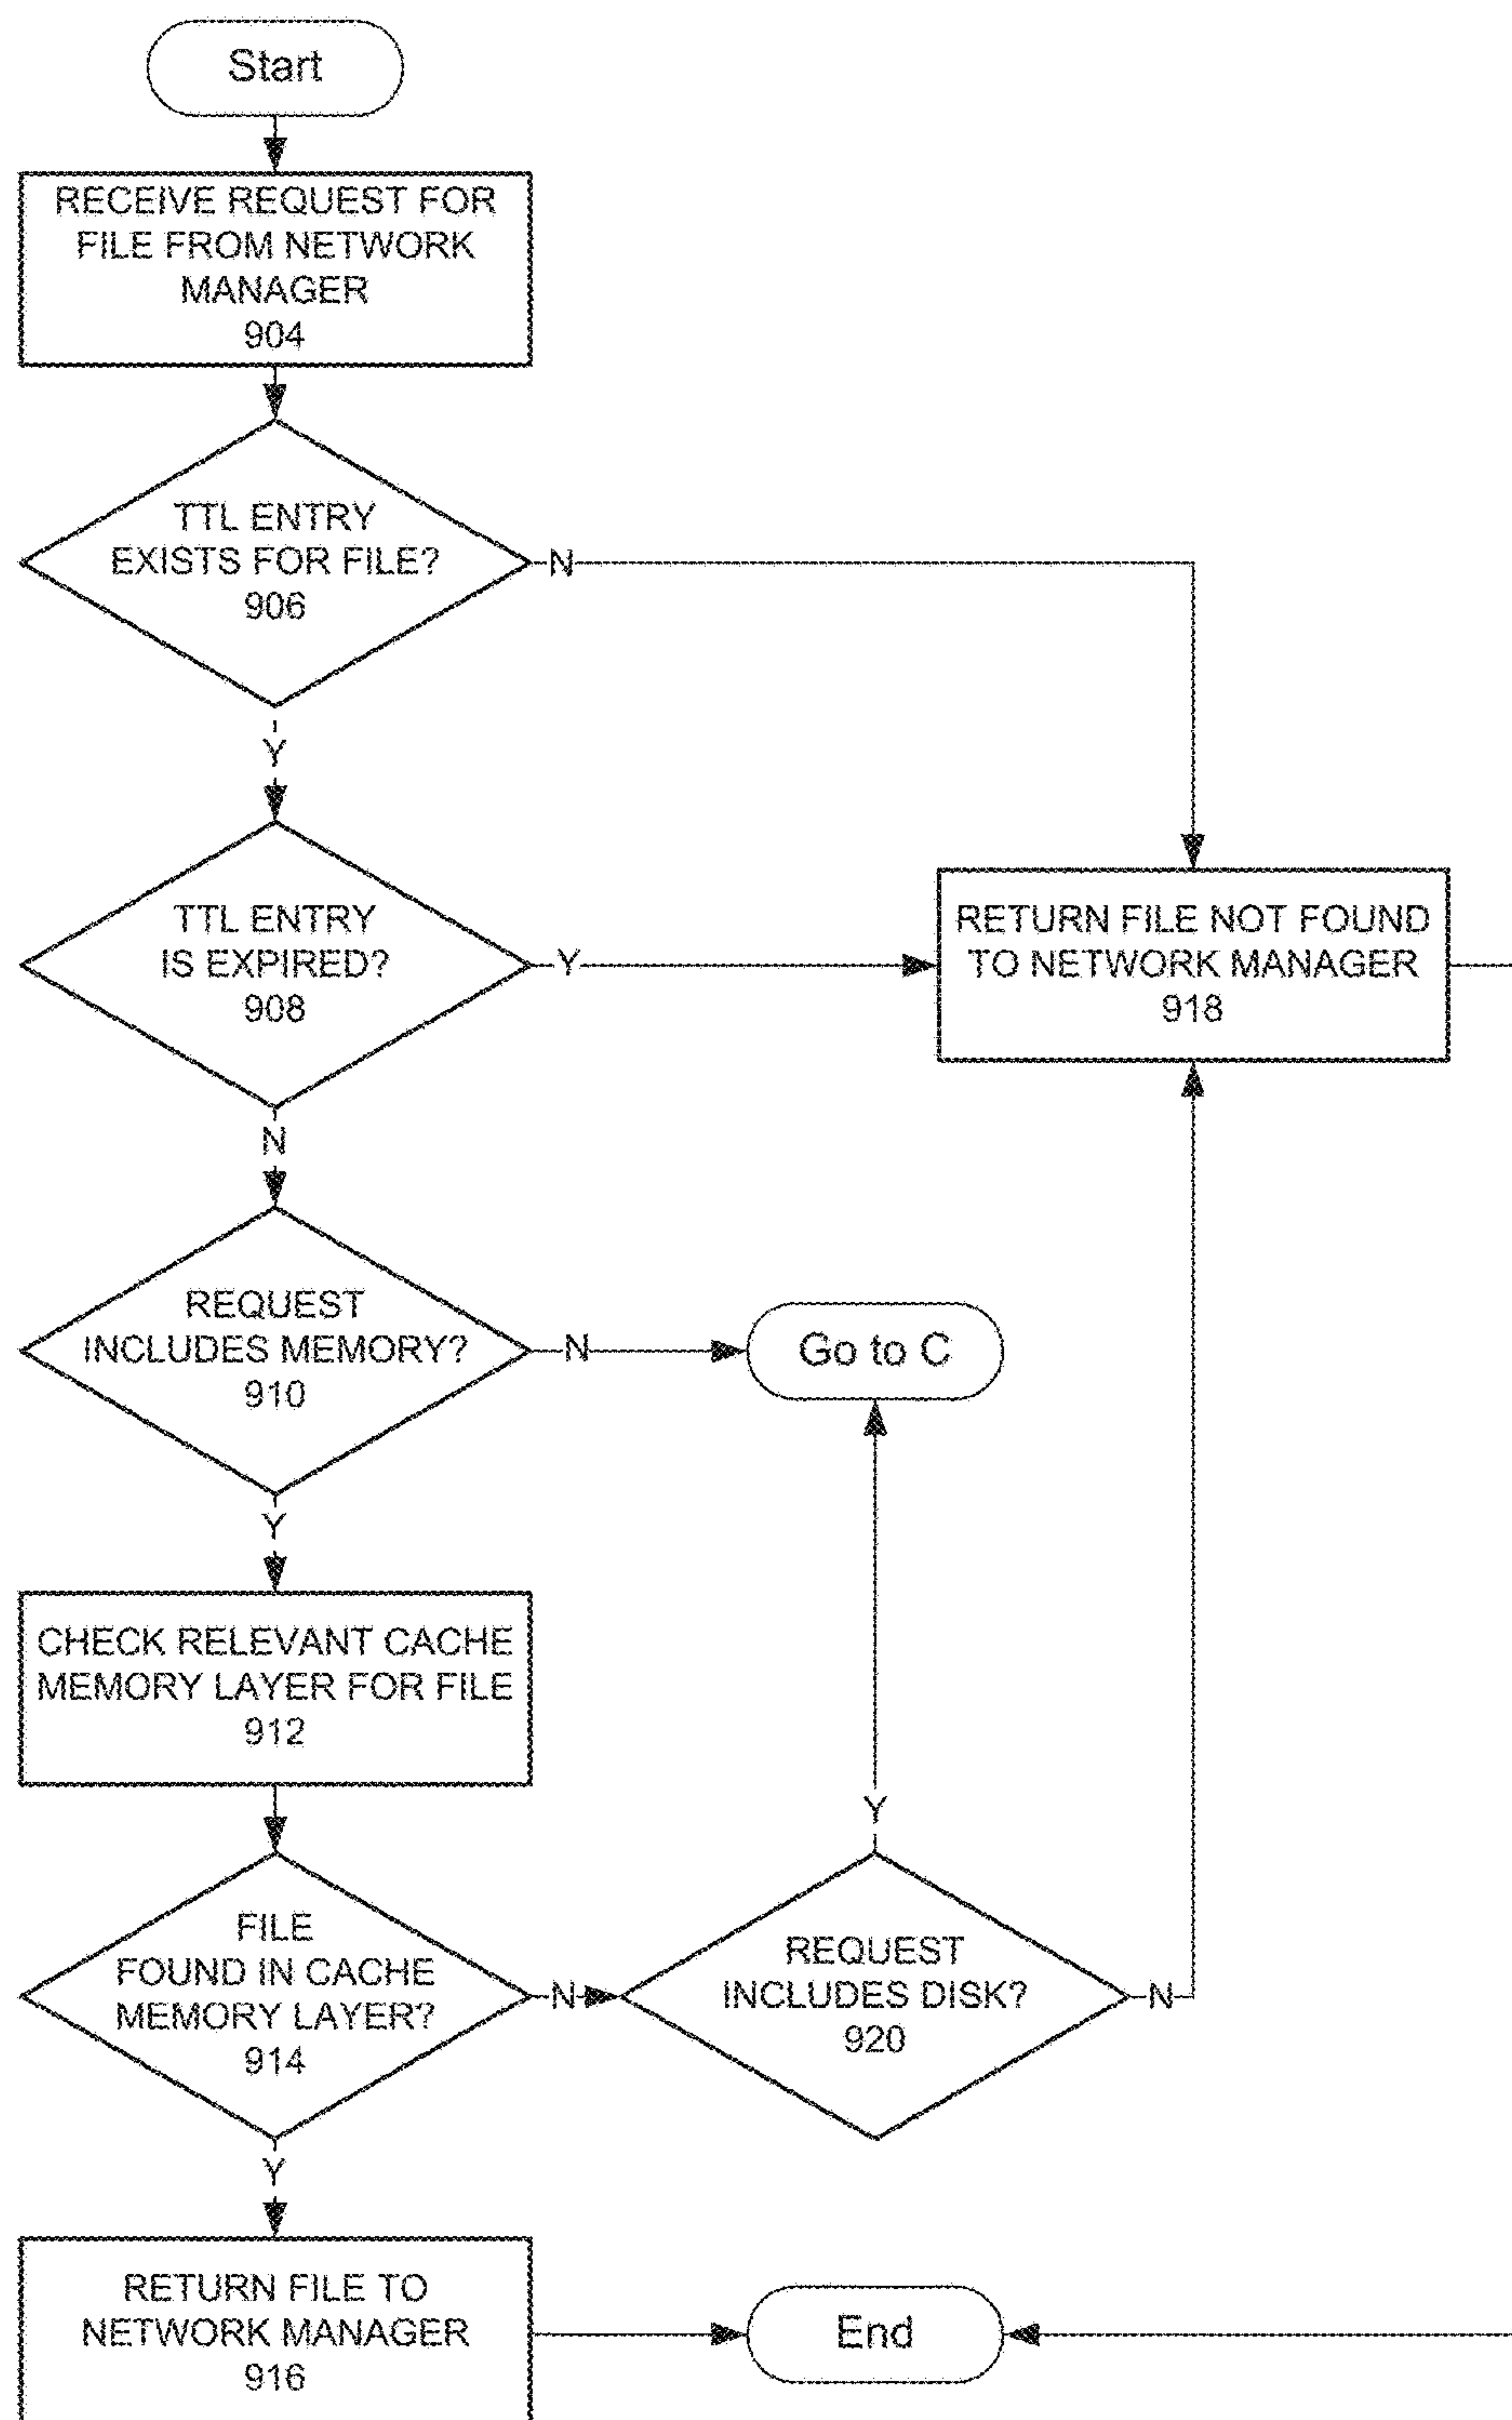 Start
RECEIVE REQUEST FOR
FILE FROM NETWORK
MANAGER
904
TTL ENTRY
EXISTS FOR FILE?
906
N
Y
TTL ENTRY
IS EXPIRED?
908
Y
RETURN FILE NOT FOUND
TO NETWORK MANAGER
918
N
REQUEST
INCLUDES MEMORY?
910
N
Go to C
Y
CHECK RELEVANT CACHE
MEMORY LAYER FOR FILE
912
Y
FILE
FOUND IN CACHE
MEMORY LAYER?
914
N
REQUEST
INCLUDES DISK?
920
N
Y
RETURN FILE TO
NETWORK MANAGER
916
End